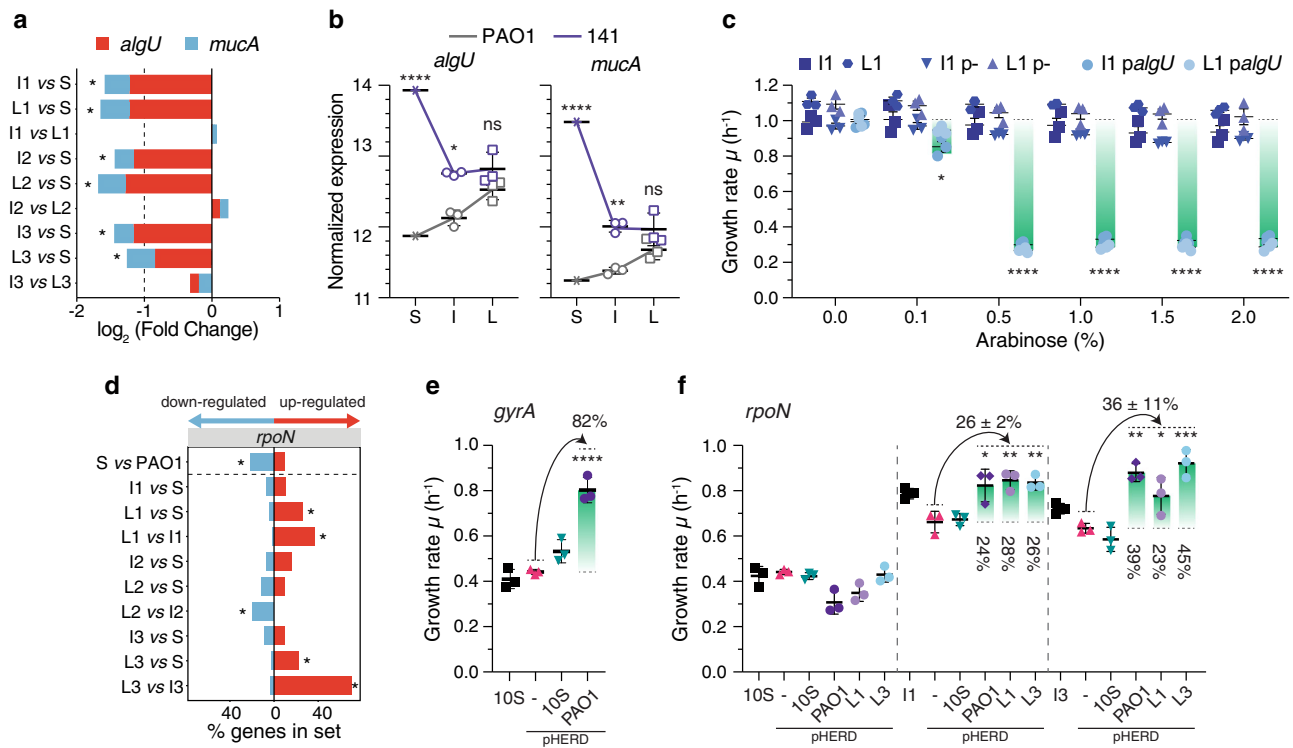 a
algU mucA
I1 vs S
L1 vs S
I1 vs L1
I2 vs S
L2 vs S
I2 vs L2
I3 vs S
L3 vs S
I3 vs L3
* * * * * *
-2 -1 0 1
log2 (Fold Change)
b
PAO1 141
algU mucA
Normalized expression
14
13
12
11
**** * ns
**** ** ns
S I L S I L
c
I1 L1 I1 p- L1 p- I1 palgU L1 palgU
Growth rate μ (h-1)
1.2
1.0
0.8
0.6
0.4
0.2
0.0
* **** **** **** ****
0.0 0.1 0.5 1.0 1.5 2.0
Arabinose (%)
d
down-regulated up-regulated
rpoN
S vs PAO1 *
I1 vs S
L1 vs S *
L1 vs I1 *
I2 vs S
L2 vs S
L2 vs I2 *
I3 vs S
L3 vs S *
L3 vs I3 *
40 0 40
% genes in set
e
gyrA
82%
****
Growth rate μ (h-1)
1.0
0.8
0.6
0.4
0.2
0.0
10S - 10S PAO1
pHERD
f
rpoN
26 ± 2% 36 ± 11%
* ** ** ** * ***
Growth rate μ (h-1)
1.0
0.8
0.6
0.4
0.2
0.0
24% 28% 26% 39% 23% 45%
10S - 10S PAO1 L1 L3 I1 - 10S PAO1 L1 L3 I3 - 10S PAO1 L1 L3
pHERD pHERD pHERD